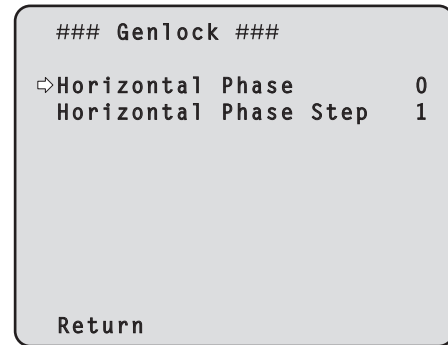 ### Genlock ###
⇨Horizontal Phase 0
Horizontal Phase Step 1
Return